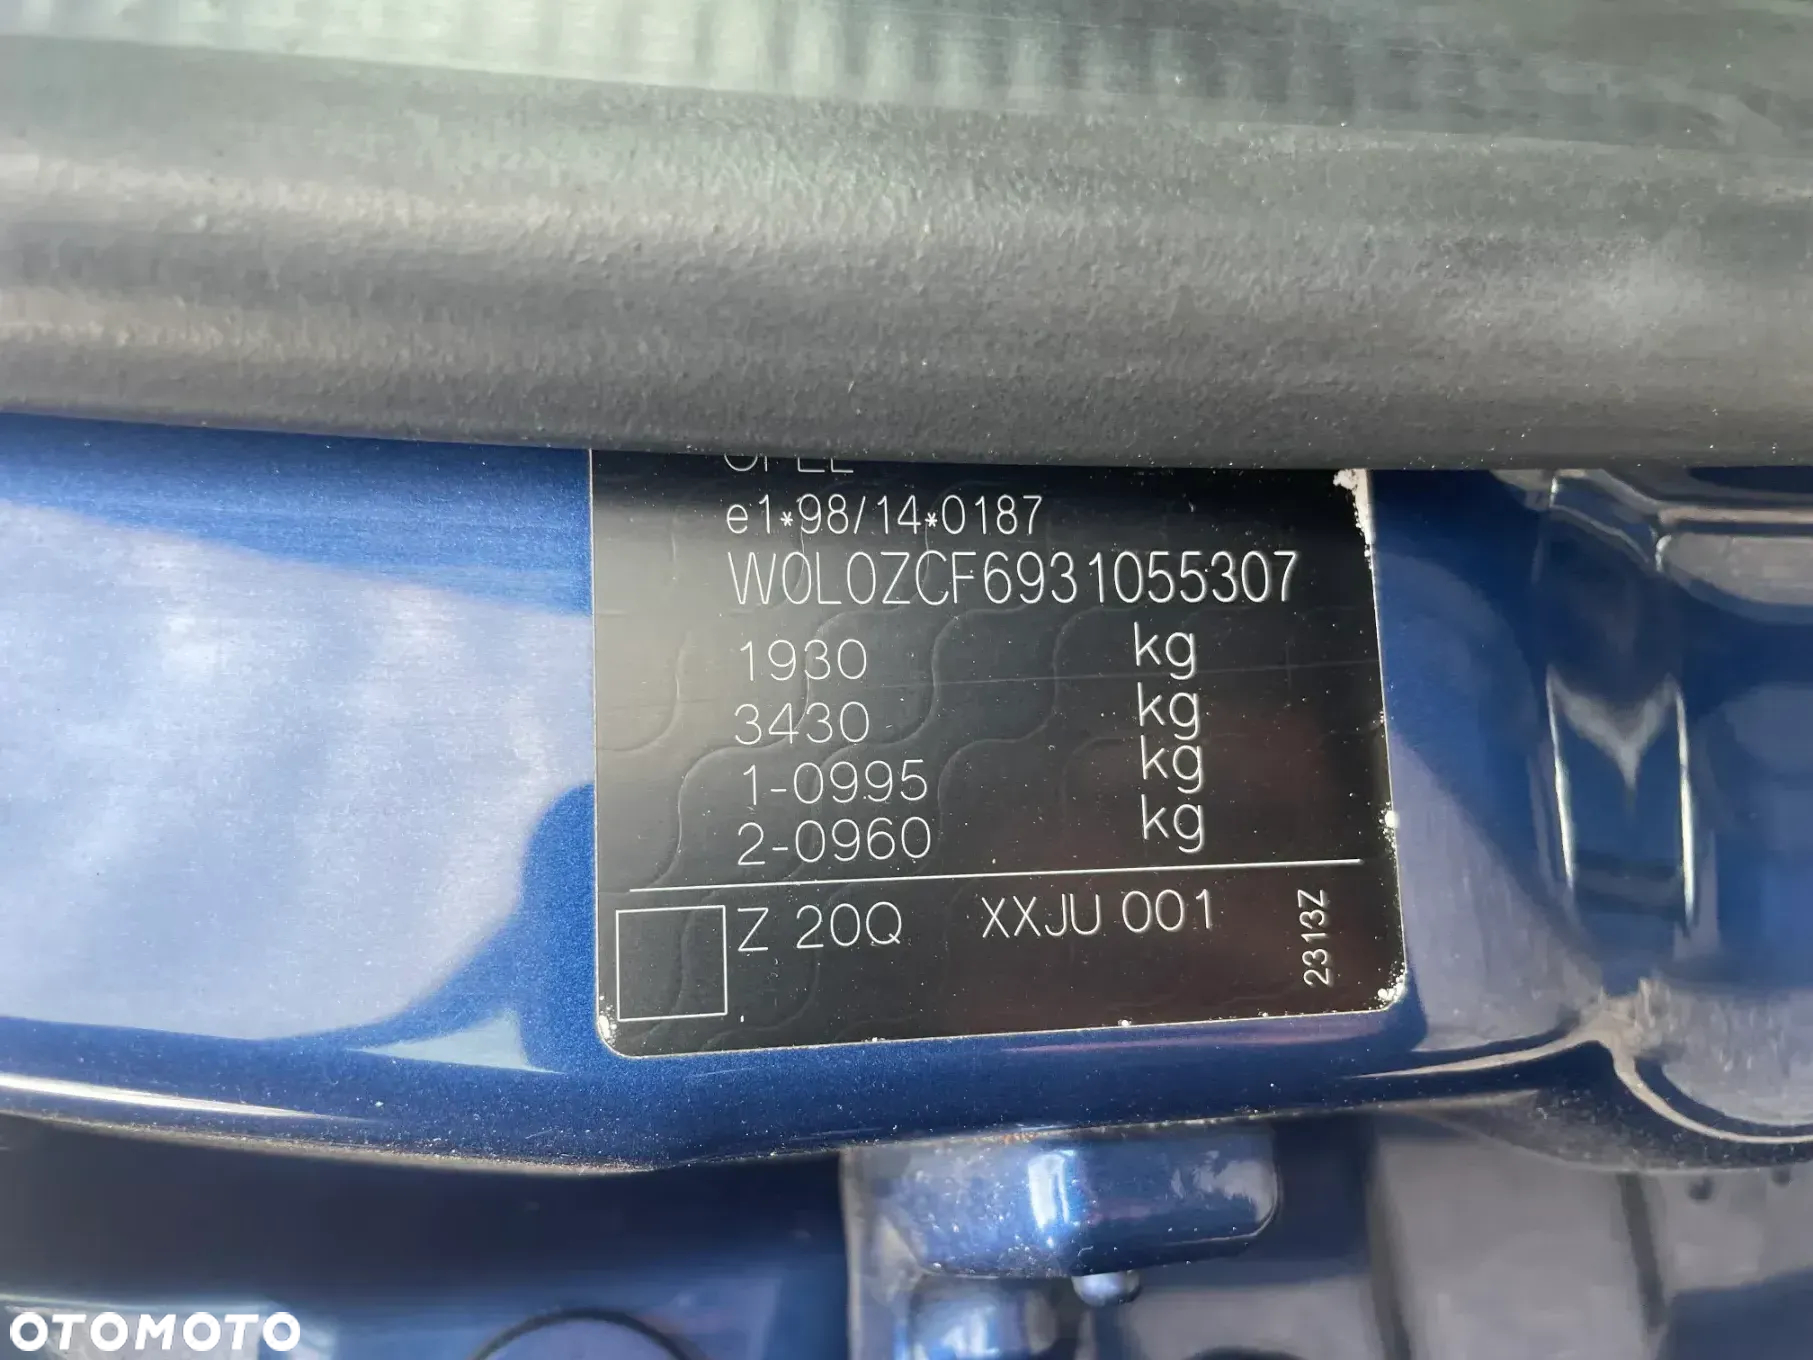 OPEL
e1*98/14*0187
W0L0ZCF6931055307
1930 kg
3430 kg
1-0995 kg
2-0960 kg
Z 20Q XXJU 001
2313Z
OTOMOTO